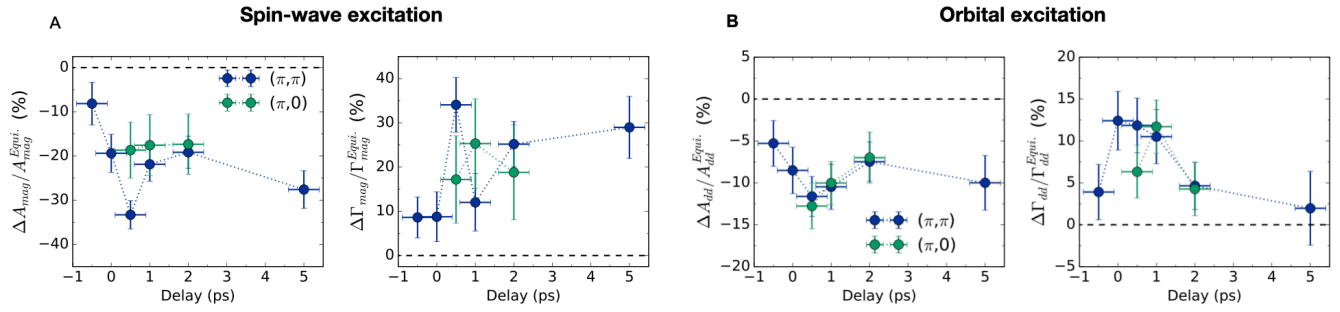 Spin-wave excitation
Orbital excitation
A
ΔA_mag/A_mag^Equi. (%)
0
−10
−20
−30
−40
(π,π)
(π,0)
−1 0 1 2 3 4 5
Delay (ps)
ΔΓ_mag/Γ_mag^Equi. (%)
40
30
20
10
0
−1 0 1 2 3 4 5
Delay (ps)
B
ΔA_dd/A_dd^Equi. (%)
5
0
−5
−10
−15
−20
(π,π)
(π,0)
−1 0 1 2 3 4 5
Delay (ps)
ΔΓ_dd/Γ_dd^Equi. (%)
20
15
10
5
0
−5
−1 0 1 2 3 4 5
Delay (ps)